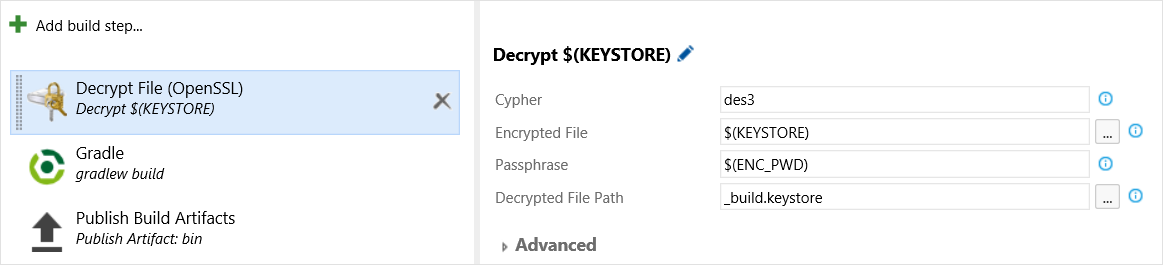 Add build step...
Decrypt File (OpenSSL)
Decrypt $(KEYSTORE)
Gradle
gradlew build
Publish Build Artifacts
Publish Artifact: bin
Decrypt $(KEYSTORE)
Cypher des3
Encrypted File $(KEYSTORE) ...
Passphrase $(ENC_PWD)
Decrypted File Path _build.keystore ...
Advanced